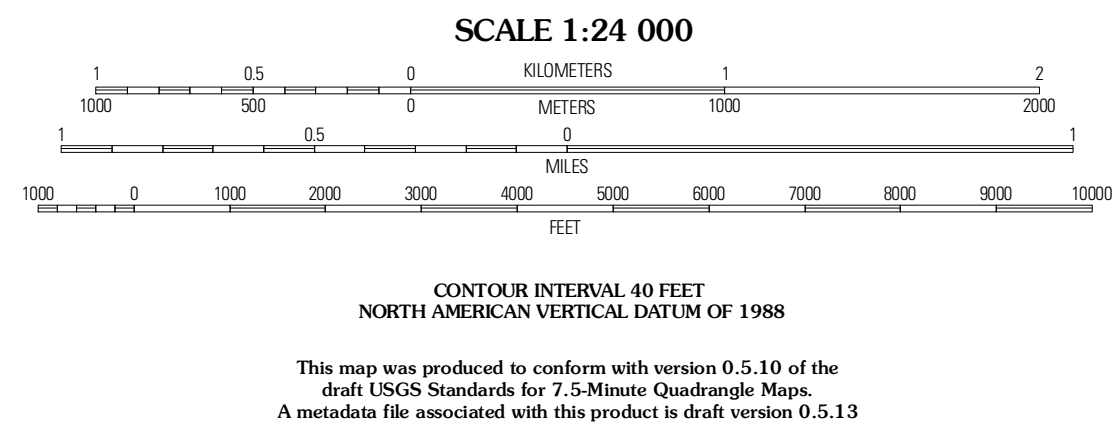 SCALE 1:24 000
1 0.5 0 KILOMETERS 1 2
1000 500 0 METERS 1000 2000
1 0.5 0 1
MILES
1000 0 1000 2000 3000 4000 5000 6000 7000 8000 9000 10000
FEET
CONTOUR INTERVAL 40 FEET
NORTH AMERICAN VERTICAL DATUM OF 1988
This map was produced to conform with version 0.5.10 of the
draft USGS Standards for 7.5-Minute Quadrangle Maps.
A metadata file associated with this product is draft version 0.5.13